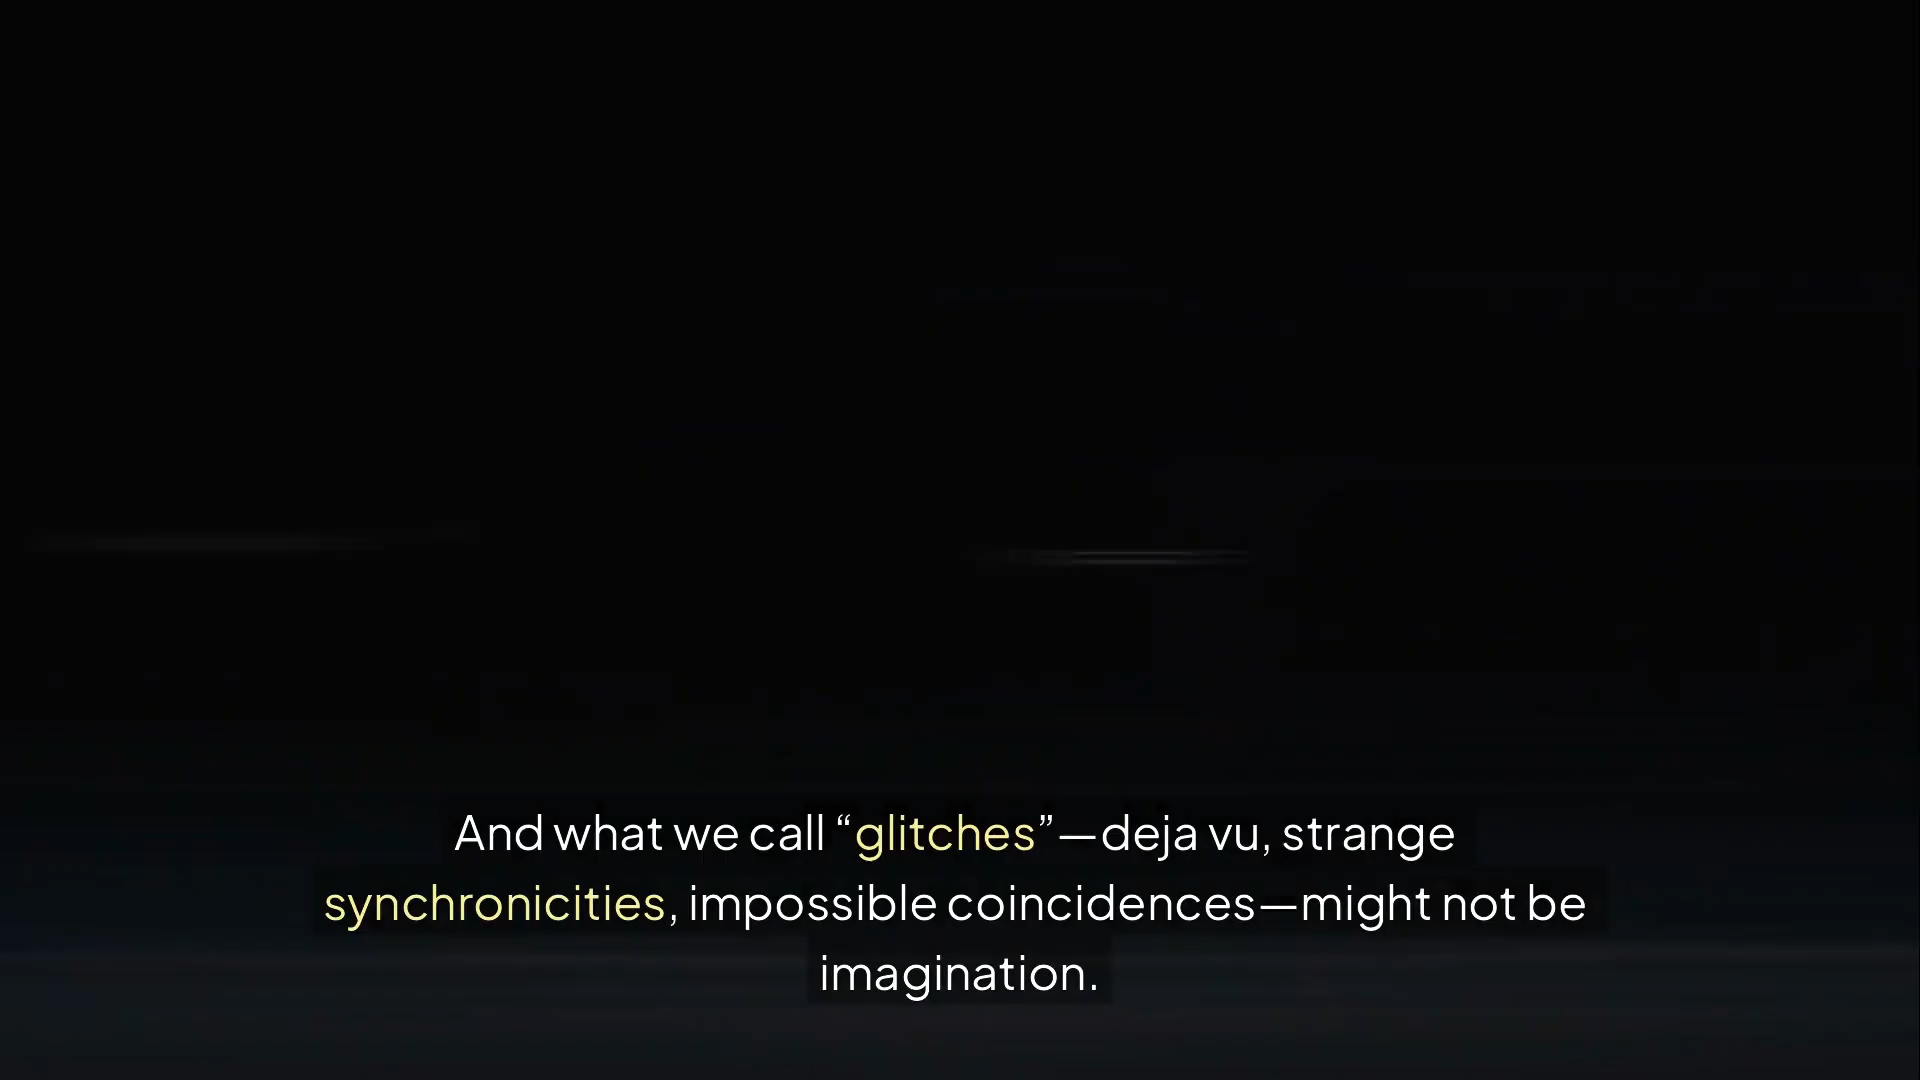 And what we call “glitches”—deja vu, strange
synchronicities, impossible coincidences—might not be
imagination.